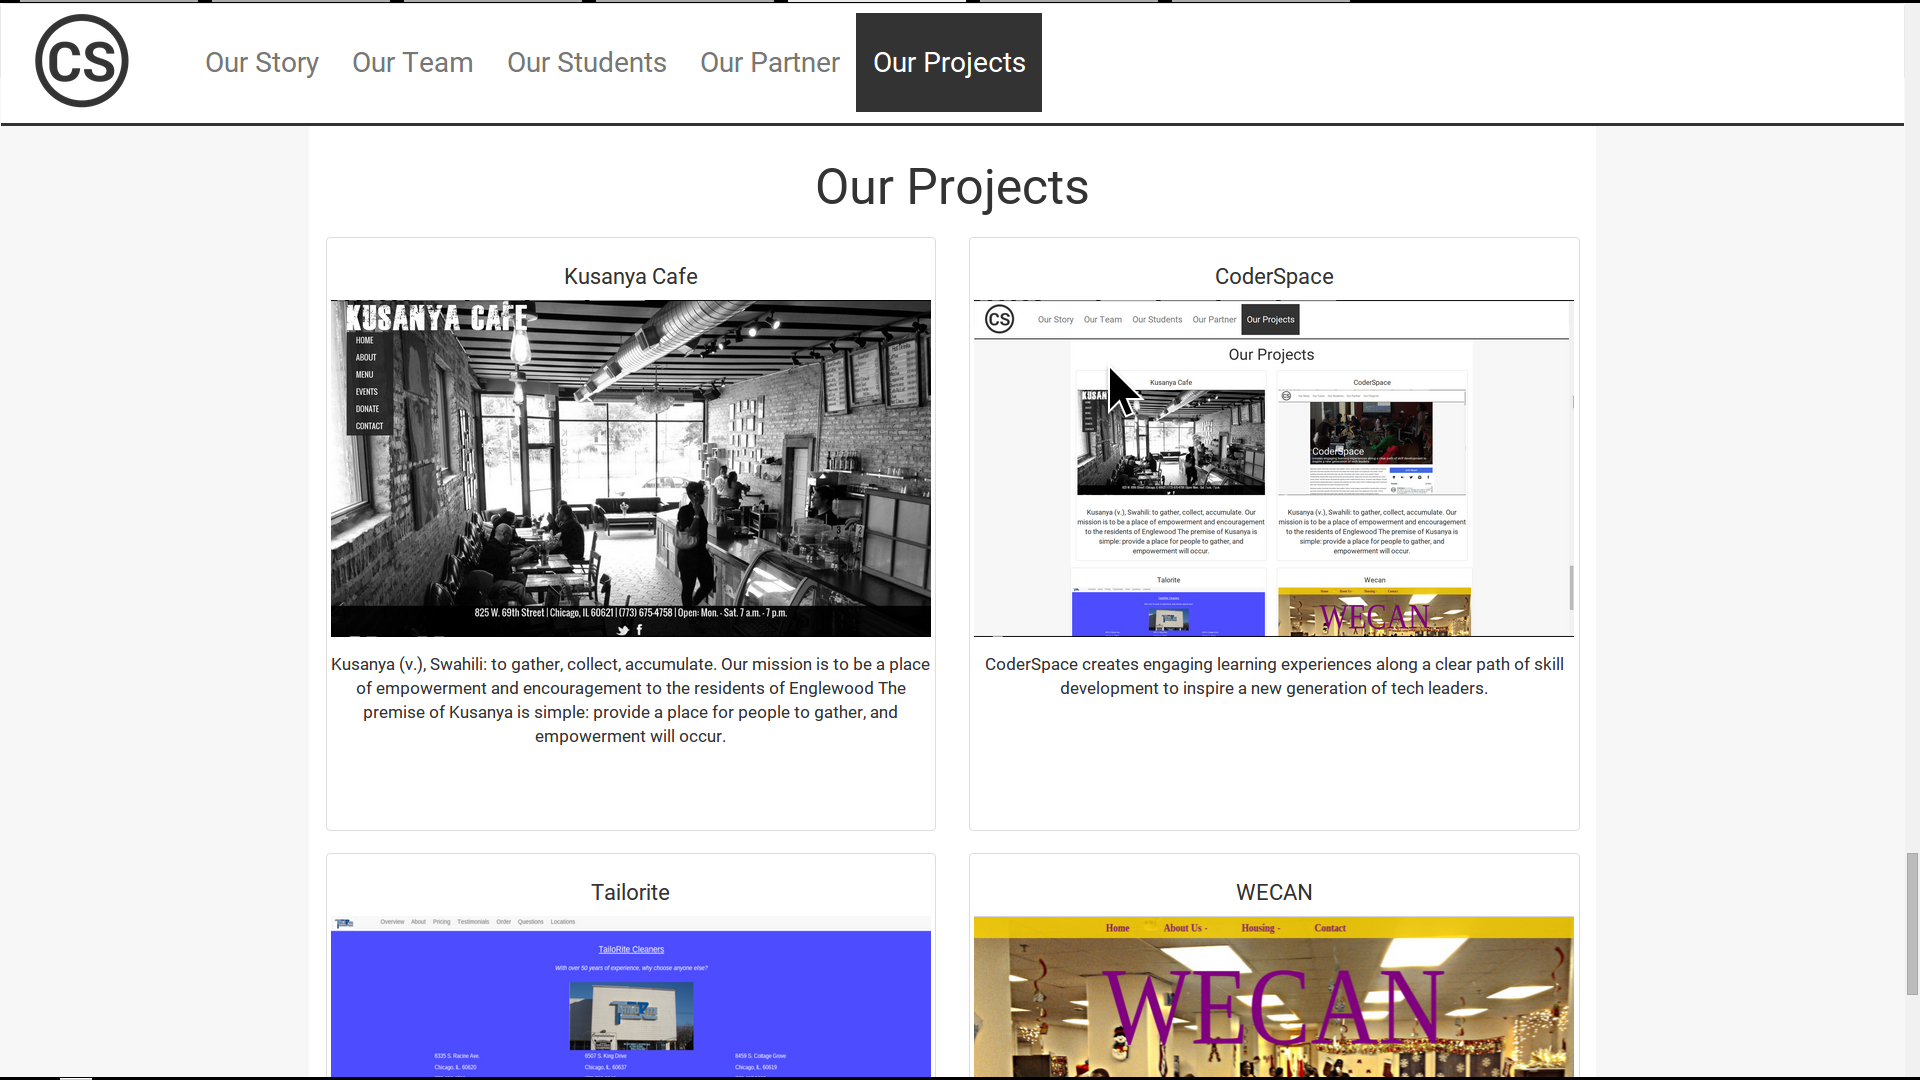 CS
Our Story
Our Team
Our Students
Our Partner
Our Projects
Our Projects
Kusanya Cafe
KUSANYA CAFE
HOME
ABOUT
MENU
EVENTS
DONATE
CONTACT
825 W. 69th Street | Chicago, IL 60621 | (773) 675-4758 | Open: Mon. - Sat. 7 a.m. - 7 p.m.
Kusanya (v.), Swahili: to gather, collect, accumulate. Our mission is to be a place
of empowerment and encouragement to the residents of Englewood The
premise of Kusanya is simple: provide a place for people to gather, and
empowerment will occur.
CoderSpace
CS
Our Story
Our Team
Our Students
Our Partner
Our Projects
Our Projects
Kusanya Cafe
KUSAN
Kusanya (v.), Swahili: to gather, collect, accumulate. Our
mission is to be a place of empowerment and encouragement
to the residents of Englewood The premise of Kusanya is
simple: provide a place for people to gather, and
empowerment will occur.
CoderSpace
CoderSpace
Kusanya (v.), Swahili: to gather, collect, accumulate. Our
mission is to be a place of empowerment and encouragement
to the residents of Englewood The premise of Kusanya is
simple: provide a place for people to gather, and
empowerment will occur.
Talorite
Wecan
WECAN
CoderSpace creates engaging learning experiences along a clear path of skill
development to inspire a new generation of tech leaders.
Tailorite
Overview
About
Pricing
Testimonials
Order
Questions
Locations
TailoRite Cleaners
With over 50 years of experience, why choose anyone else?
8335 S. Racine Ave.
Chicago, IL. 60620
6507 S. King Drive
Chicago, IL. 60637
8459 S. Cottage Grove
Chicago, IL. 60619
WECAN
Home
About Us -
Housing -
Contact
WECAN